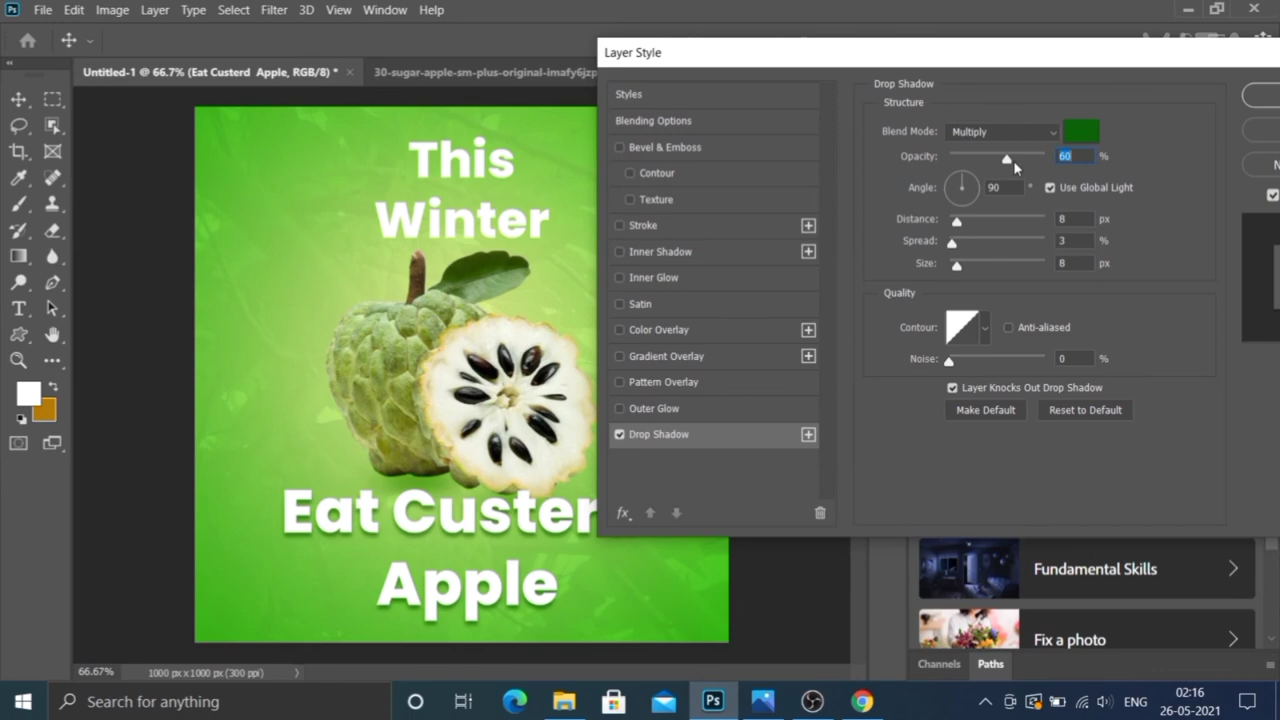 Ps File Edit Image Layer Type Select Filter 3D View Window Help
Layer Style
Untitled-1 @ 66.7% (Eat Custerd Apple, RGB/8) * × 30-sugar-apple-sm-plus-original-imafy6jzp
Styles
Blending Options
Bevel & Emboss
Contour
Texture
Stroke
Inner Shadow
Inner Glow
Satin
Color Overlay
Gradient Overlay
Pattern Overlay
Outer Glow
Drop Shadow
fx
Drop Shadow
Structure
Blend Mode: Multiply
Opacity: 60 %
Angle: 90 ° Use Global Light
Distance: 8 px
Spread: 3 %
Size: 8 px
Quality
Contour: Anti-aliased
Noise: 0 %
Layer Knocks Out Drop Shadow
Make Default Reset to Default
N
This
Winter
Eat Custer
Apple
Fundamental Skills
Fix a photo
Channels Paths
66.67% 1000 px x 1000 px (300 ppi)
Search for anything
Ps
ENG
02:16
26-05-2021